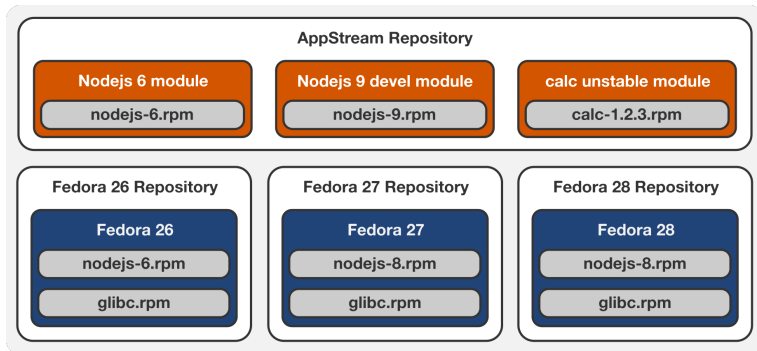 AppStream Repository
Nodejs 6 module
nodejs-6.rpm
Nodejs 9 devel module
nodejs-9.rpm
calc unstable module
calc-1.2.3.rpm
Fedora 26 Repository
Fedora 26
nodejs-6.rpm
glibc.rpm
Fedora 27 Repository
Fedora 27
nodejs-8.rpm
glibc.rpm
Fedora 28 Repository
Fedora 28
nodejs-8.rpm
glibc.rpm